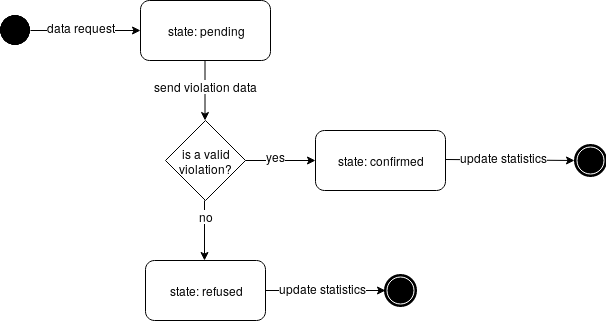 data request
state: pending
send violation data
is a valid
violation?
yes
state: confirmed
update statistics
no
state: refused
update statistics